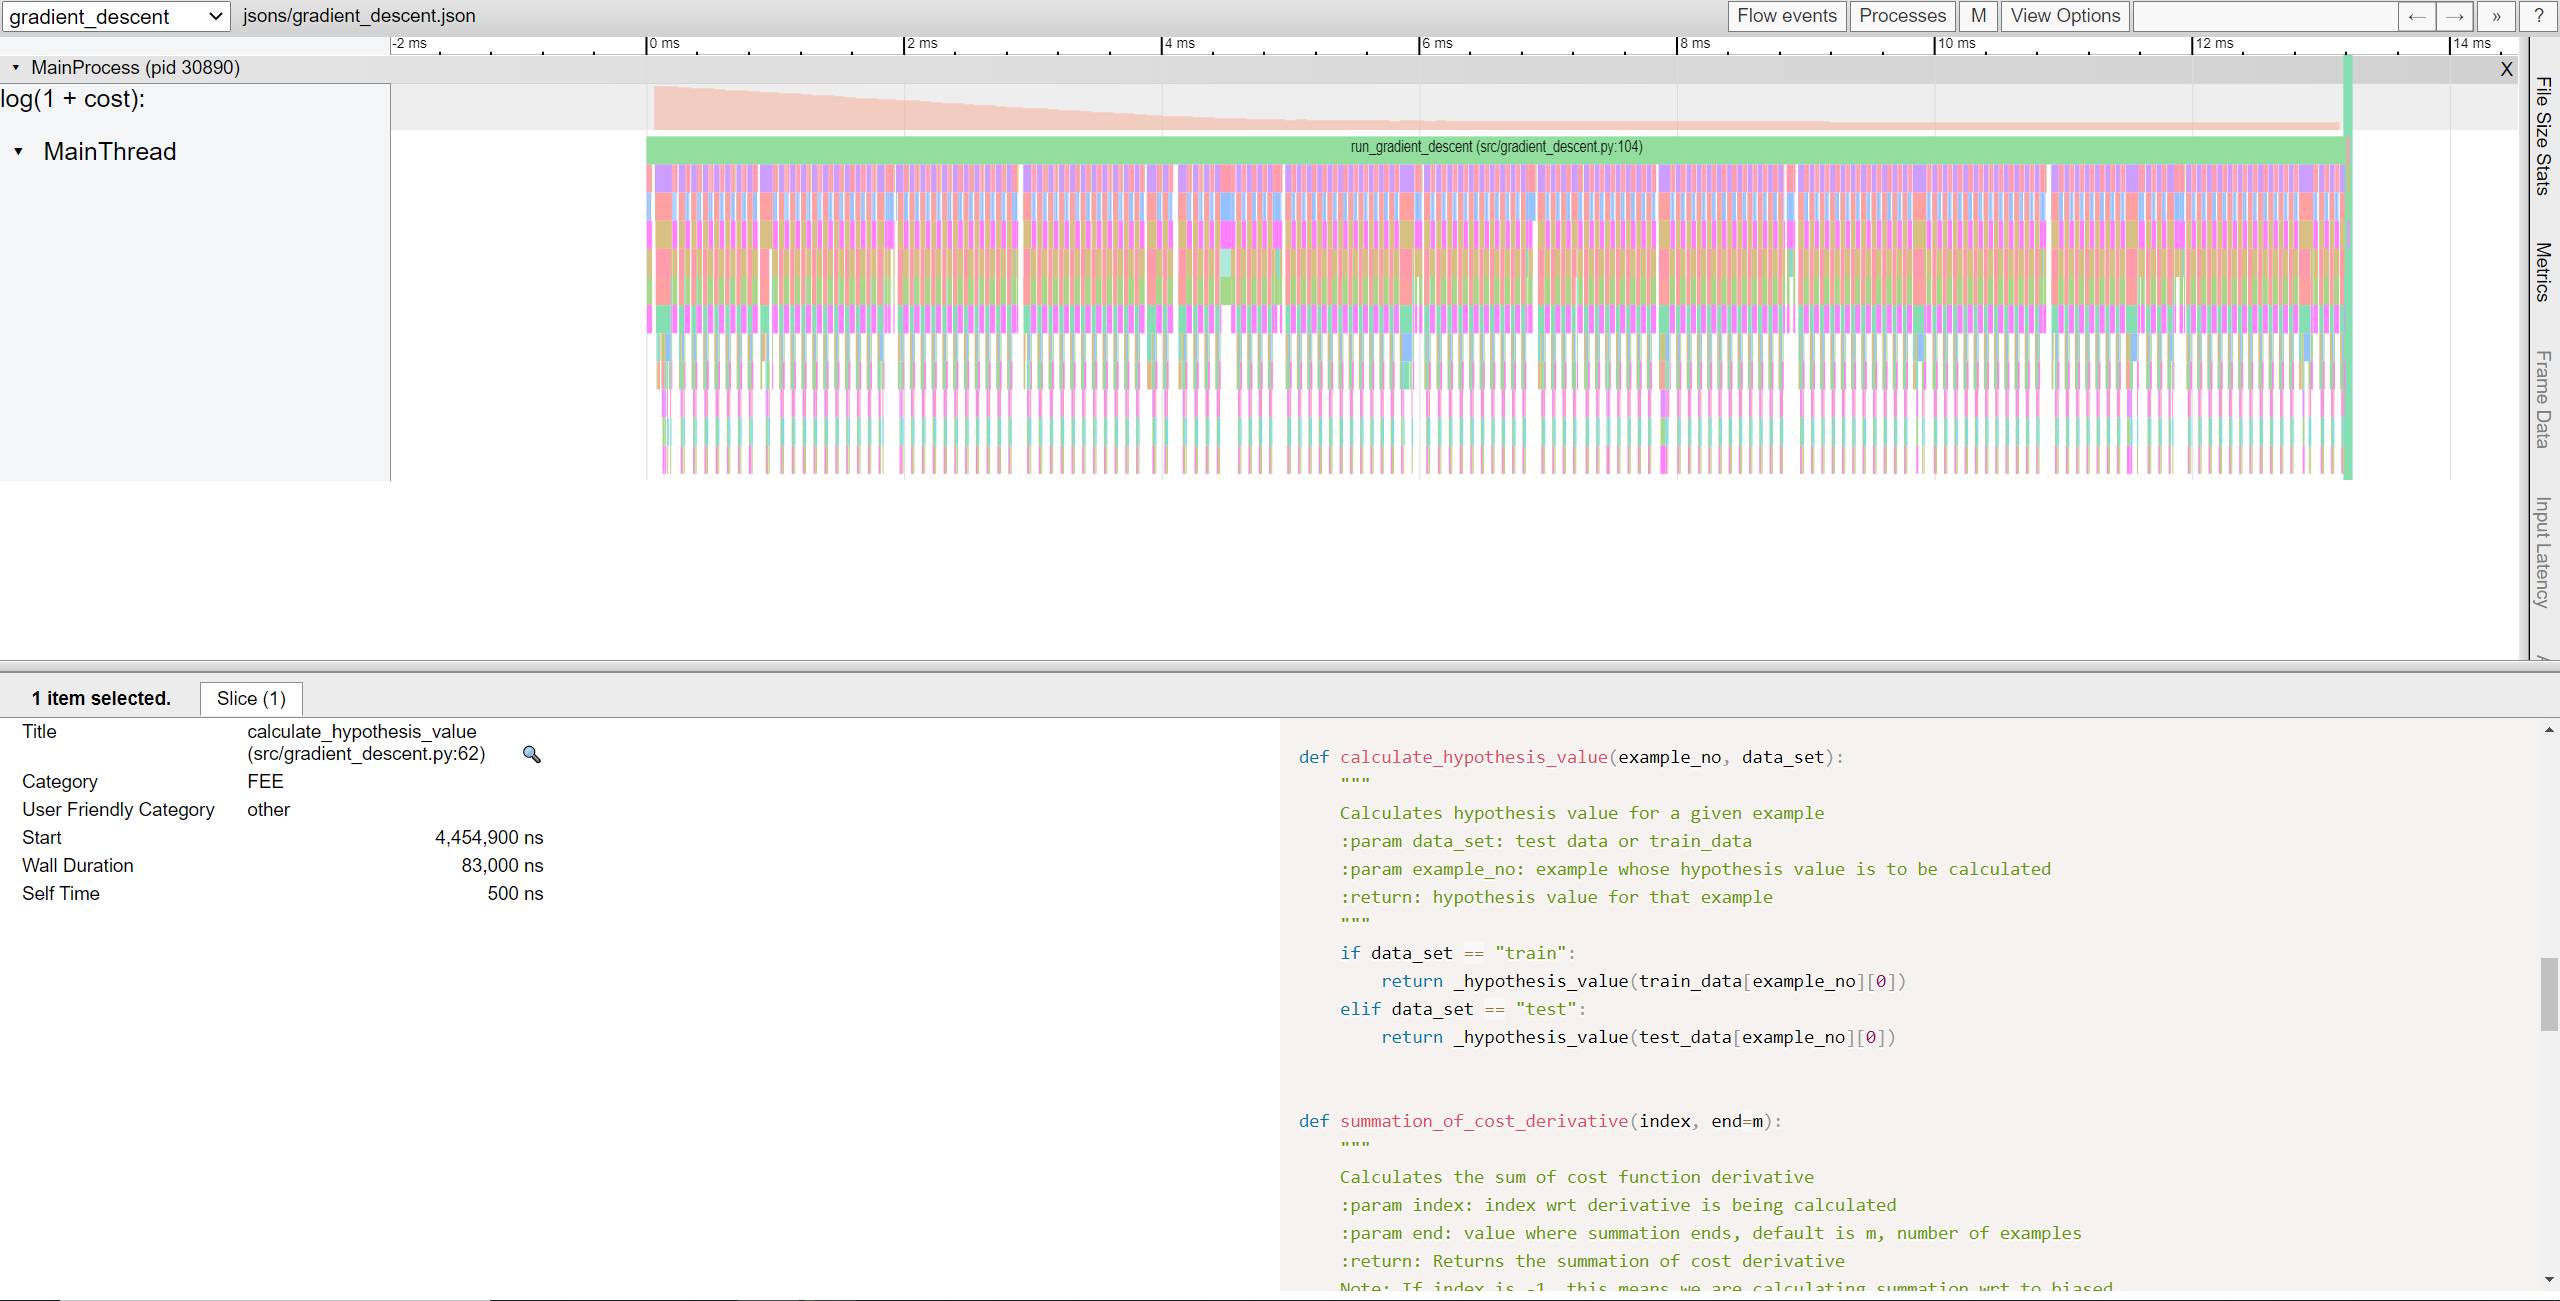 gradient_descent jsons/gradient_descent.json Flow events Processes M View Options ← → » ?
-2 ms 0 ms 2 ms 4 ms 6 ms 8 ms 10 ms 12 ms 14 ms
MainProcess (pid 30890) X
log(1 + cost):
MainThread
run_gradient_descent (src/gradient_descent.py:104)
File Size Stats
Metrics
Frame Data
Input Latency
1 item selected. Slice (1)
Title calculate_hypothesis_value
(src/gradient_descent.py:62)
Category FEE
User Friendly Category other
Start 4,454,900 ns
Wall Duration 83,000 ns
Self Time 500 ns
def calculate_hypothesis_value(example_no, data_set):
"""
Calculates hypothesis value for a given example
:param data_set: test data or train_data
:param example_no: example whose hypothesis value is to be calculated
:return: hypothesis value for that example
"""
if data_set == "train":
return _hypothesis_value(train_data[example_no][0])
elif data_set == "test":
return _hypothesis_value(test_data[example_no][0])
def summation_of_cost_derivative(index, end=m):
"""
Calculates the sum of cost function derivative
:param index: index wrt derivative is being calculated
:param end: value where summation ends, default is m, number of examples
:return: Returns the summation of cost derivative
Note: If index is -1, this means we are calculating summation wrt to biased